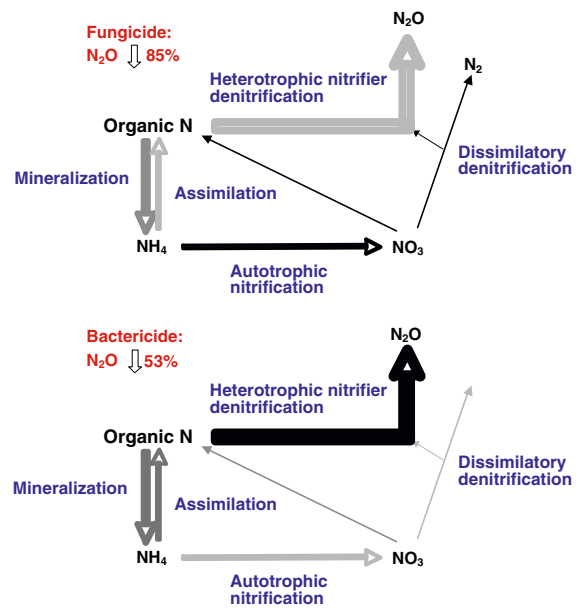 N₂O
Fungicide:
N₂O 85%
N₂
Heterotrophic nitrifier
denitrification
Organic N
Dissimilatory
denitrification
Mineralization
Assimilation
NH₄
NO₃
Autotrophic
nitrification
Bactericide:
N₂O 53%
N₂O
Heterotrophic nitrifier
denitrification
Organic N
Dissimilatory
denitrification
Mineralization
Assimilation
NH₄
NO₃
Autotrophic
nitrification